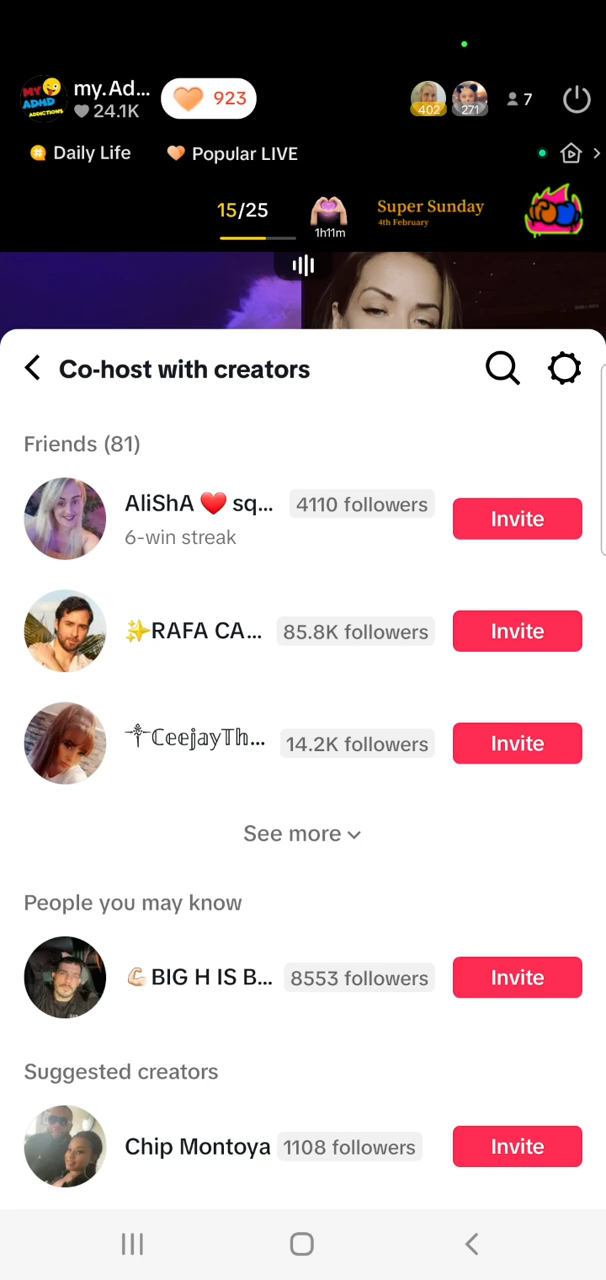 MY
ADHD
ADDICTIONS
my.Ad...
24.1K
923
402
271
7
Daily Life
Popular LIVE
15/25
1h11m
Super Sunday
4th February
Co-host with creators
Friends (81)
AliShA ❤️ sq...
4110 followers
Invite
6-win streak
✨RAFA CA...
85.8K followers
Invite
༒ℂ𝕖𝕖𝕛𝕒𝕪𝕋𝕙...
14.2K followers
Invite
See more
People you may know
💪🏻BIG H IS B...
8553 followers
Invite
Suggested creators
Chip Montoya
1108 followers
Invite